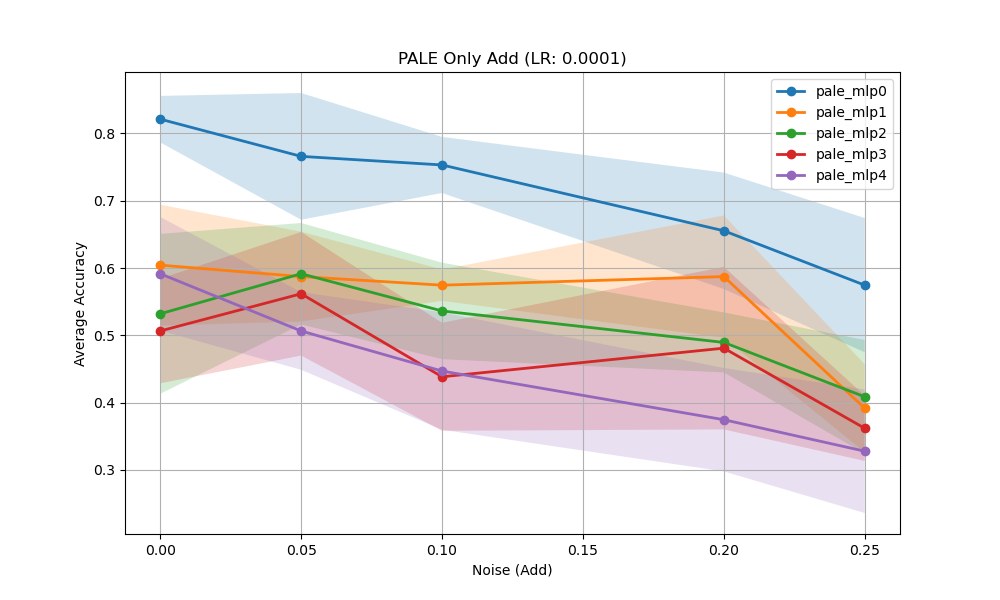 PALE Only Add (LR: 0.0001)
pale_mlp0
pale_mlp1
pale_mlp2
pale_mlp3
pale_mlp4
Average Accuracy
0.8
0.7
0.6
0.5
0.4
0.3
0.00
0.05
0.10
0.15
0.20
0.25
Noise (Add)